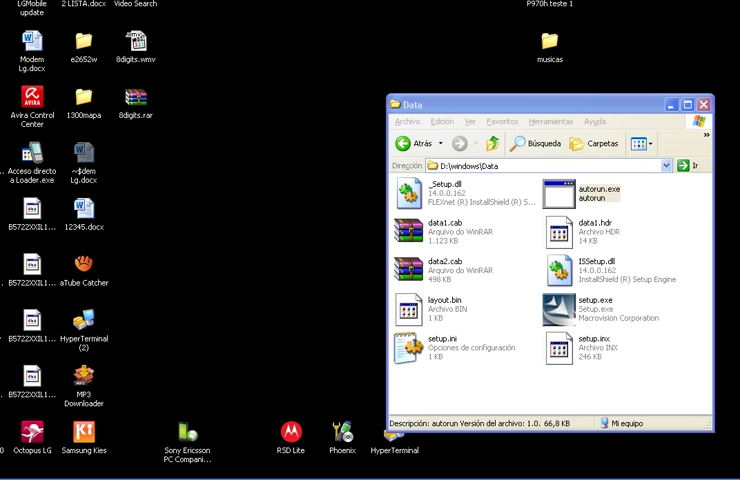 LGMobile
update
2 LISTA.docx
Video Search
P970h teste 1
Modem
Lg.docx
e2652w
8digits.wmv
musicas
Avira Control
Center
1300mapa
8digits.rar
Acceso directo
a Loader.exe
~$dem
Lg.docx
B5722XXIL1...
12345.docx
B5722XXIL1...
aTube Catcher
B5722XXIL1...
HyperTerminal
(2)
B5722XXIL1...
MP3
Downloader
Octopus LG
Samsung Kies
Sony Ericsson
PC Compani...
RSD Lite
Phoenix
HyperTerminal
Data
Archivo Edición Ver Favoritos Herramientas Ayuda
Atrás Búsqueda Carpetas
Dirección D:\windows\Data Ir
_Setup.dll
14.0.0.162
FLEXnet (R) InstallShield (R) S...
autorun.exe
autorun
data1.cab
Arquivo do WinRAR
1.123 KB
data1.hdr
Archivo HDR
14 KB
data2.cab
Arquivo do WinRAR
498 KB
ISSetup.dll
14.0.0.162
InstallShield (R) Setup Engine
layout.bin
Archivo BIN
1 KB
setup.exe
Setup.exe
Macrovision Corporation
setup.ini
Opciones de configuración
1 KB
setup.inx
Archivo INX
246 KB
Descripción: autorun Versión del archivo: 1.0. 66,8 KB Mi equipo